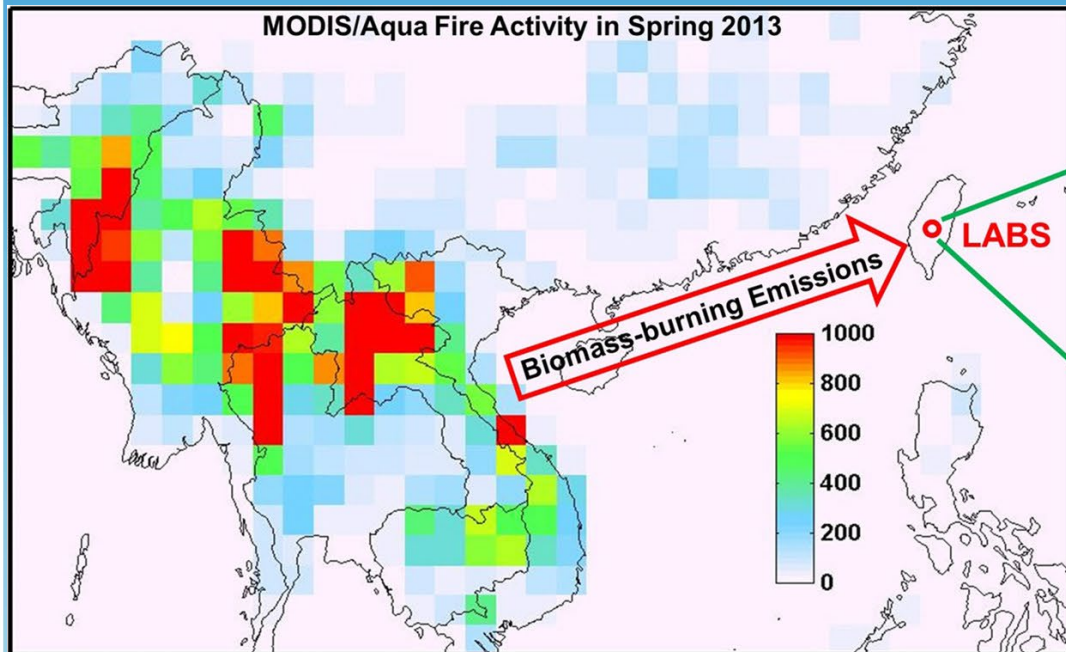 MODIS/Aqua Fire Activity in Spring 2013
LABS
Biomass-burning Emissions
1000
800
600
400
200
0